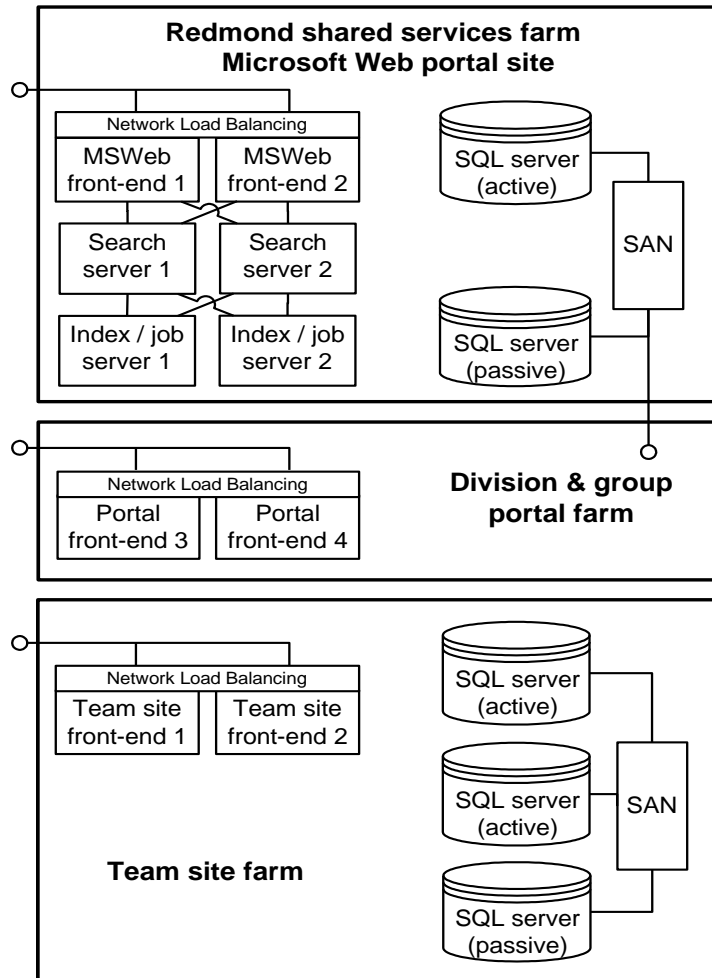 Redmond shared services farm
Microsoft Web portal site
Network Load Balancing
MSWeb
front-end 1
MSWeb
front-end 2
Search
server 1
Search
server 2
Index / job
server 1
Index / job
server 2
SQL server
(active)
SAN
SQL server
(passive)
Network Load Balancing
Portal
front-end 3
Portal
front-end 4
Division & group
portal farm
Network Load Balancing
Team site
front-end 1
Team site
front-end 2
SQL server
(active)
SQL server
(active)
SAN
SQL server
(passive)
Team site farm